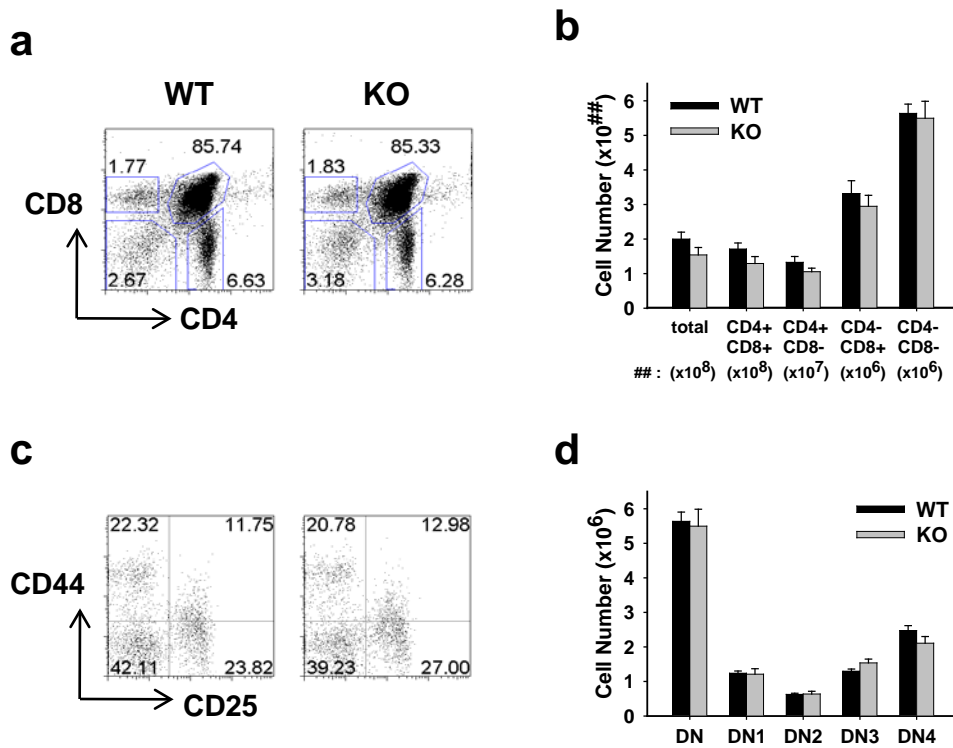 a
WT KO
85.74
1.77
2.67 6.63
85.33
1.83
3.18 6.28
CD8
CD4
b
WT
KO
Cell Number (x10##)
6
5
4
3
2
1
0
total CD4+ CD4+ CD4- CD4-
CD8+ CD8- CD8+ CD8-
## : (x10⁸) (x10⁸) (x10⁷) (x10⁶) (x10⁶)
c
22.32 11.75
42.11 23.82
20.78 12.98
39.23 27.00
CD44
CD25
d
WT
KO
Cell Number (x10⁶)
6
5
4
3
2
1
0
DN DN1 DN2 DN3 DN4